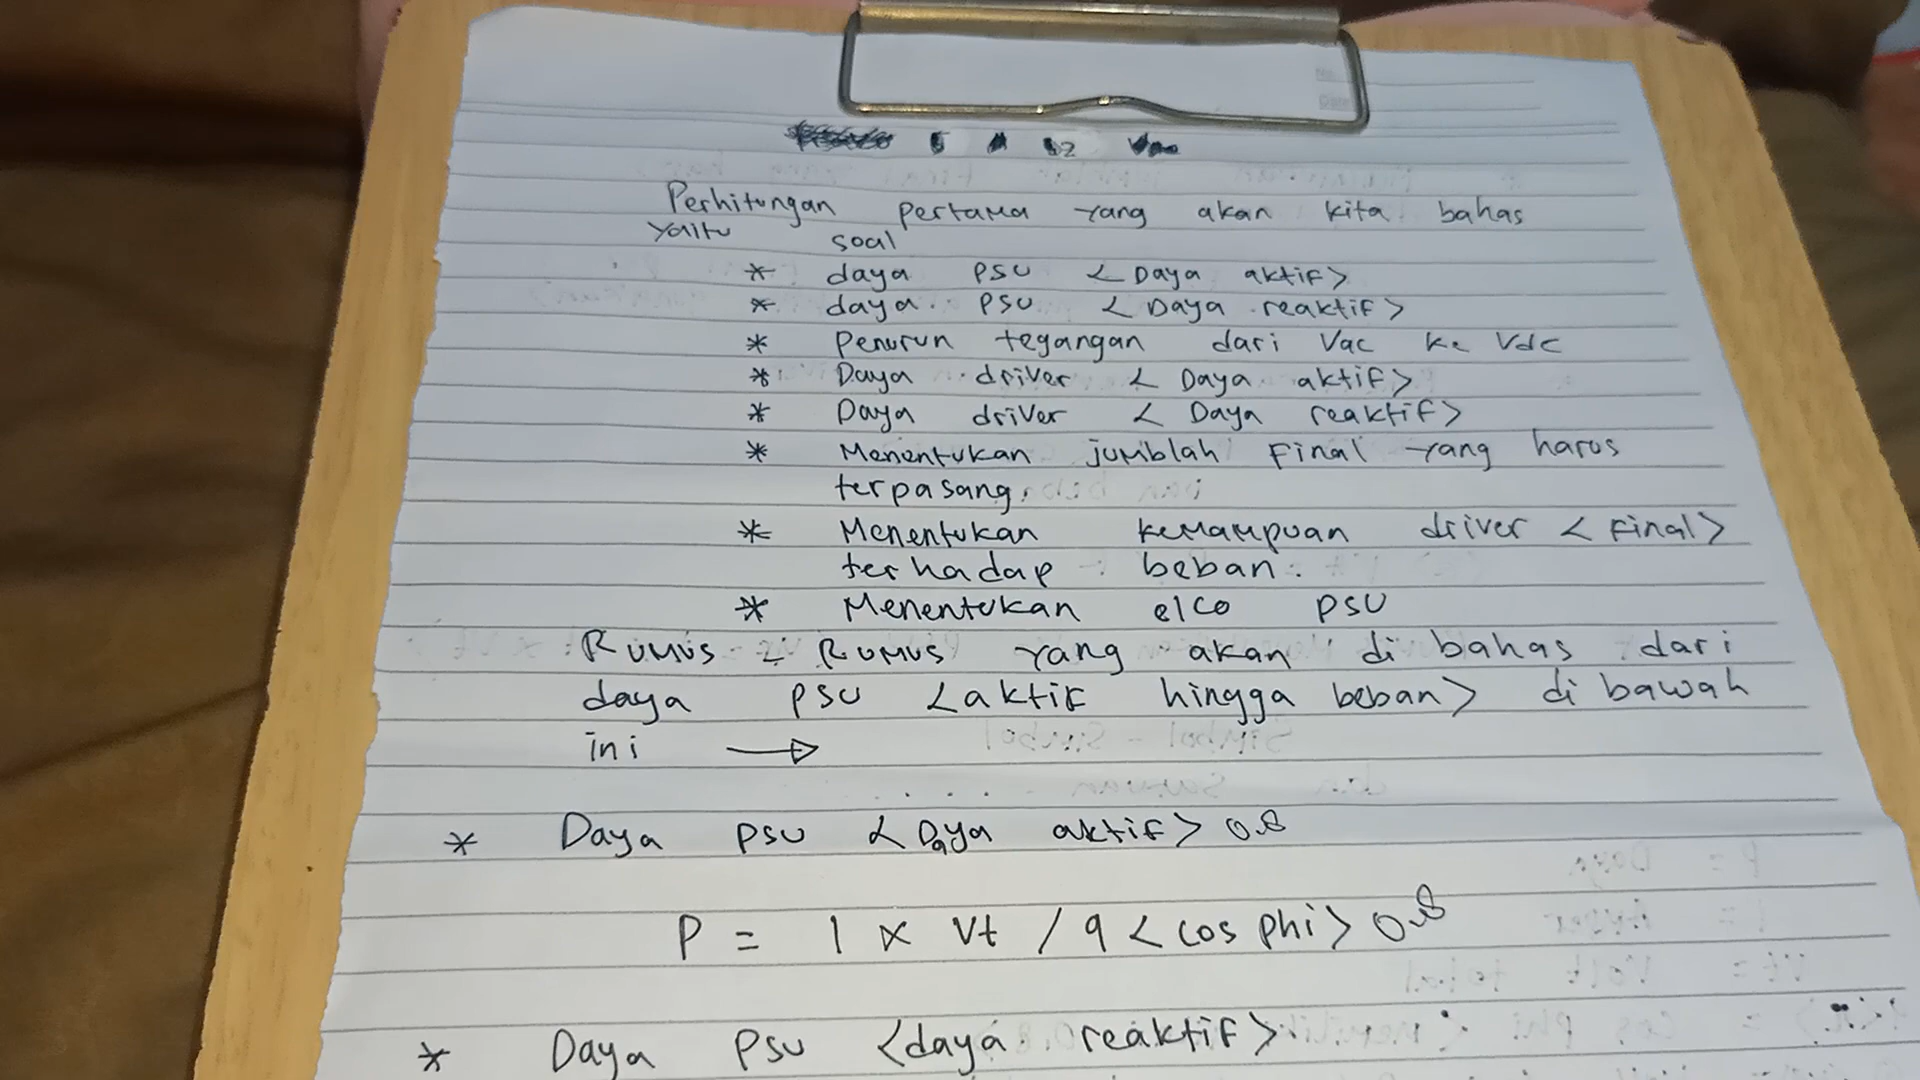 Perhitungan pertama yang akan kita bahas
yaitu soal
* daya PSU < Daya aktif>
* daya PSU < Daya reaktif>
* Penurun tegangan dari Vac ke Vdc
* Daya driver < Daya aktif>
* Daya driver < Daya reaktif>
* Menentukan jumblah Final yang harus
terpasang.
* Menentukan kemampuan driver < Final>
terhadap beban.
* Menentukan elco PSU
Rumus - Rumus yang akan di bahas dari
daya PSU <aktif hingga beban> di bawah
ini →
* Daya PSU < Daya aktif> 0.8
P = I x Vt / 9 < cos phi> 0.8
* Daya PSU <daya reaktif>